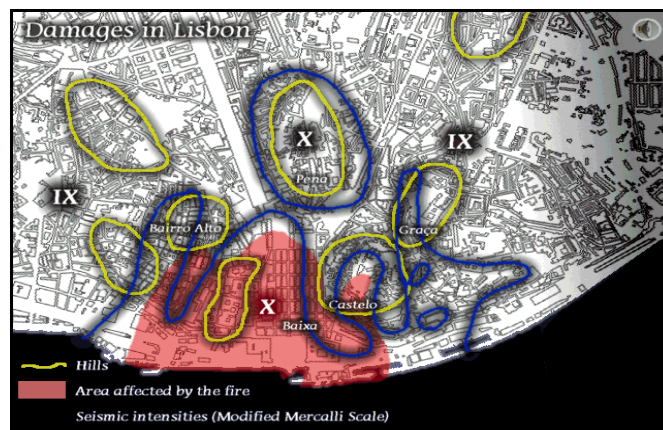 Damages in Lisbon
X
IX
Pena
IX
Bairro Alto
Graça
Castelo
X
Baixa
Hills
Area affected by the fire
Seismic intensities (Modified Mercalli Scale)